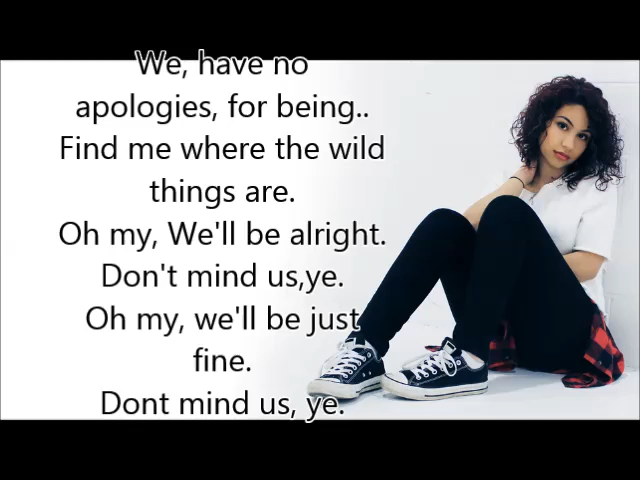 We, have no
apologies, for being..
Find me where the wild
things are.
Oh my, We'll be alright.
Don't mind us,ye.
Oh my, we'll be just
fine.
Dont mind us, ye.